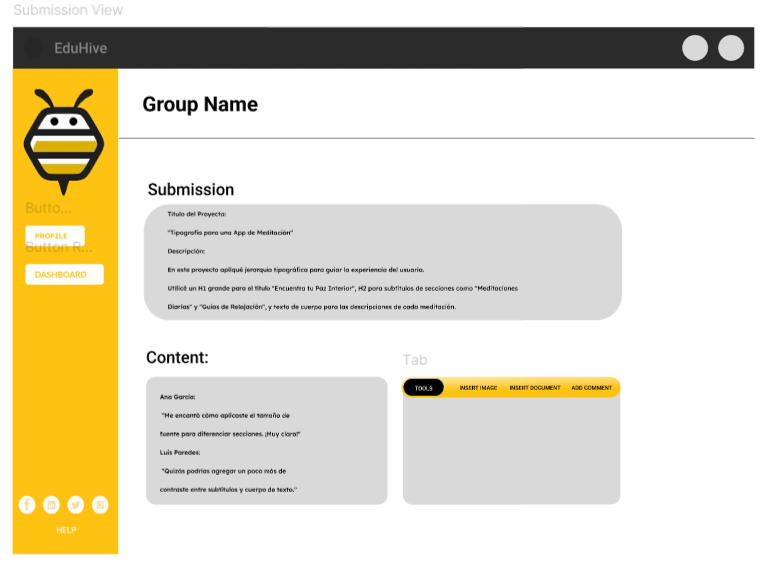 Submission View
EduHive
Group Name
Butto...
PROFILE
Button R...
DASHBOARD
Submission
Titulo del Proyecto:
"Tipografía para una App de Meditación"
Descripción:
En este proyecto apliqué jerarquía tipográfica para guiar la experiencia del usuario.
Utilicé un H1 grande para el título "Encuentra tu Paz Interior", H2 para subtítulos de secciones como "Meditaciones
Diarias" y "Guías de Relajación", y texto de cuerpo para las descripciones de cada meditación.
Content:
Ana García:
"Me encantó cómo aplicaste el tamaño de
fuente para diferenciar secciones. ¡Muy claro!"
Luis Paredes:
"Quizás podrías agregar un poco más de
contraste entre subtítulos y cuerpo de texto."
Tab
TOOLS INSERT IMAGE INSERT DOCUMENT ADD COMMENT
HELP